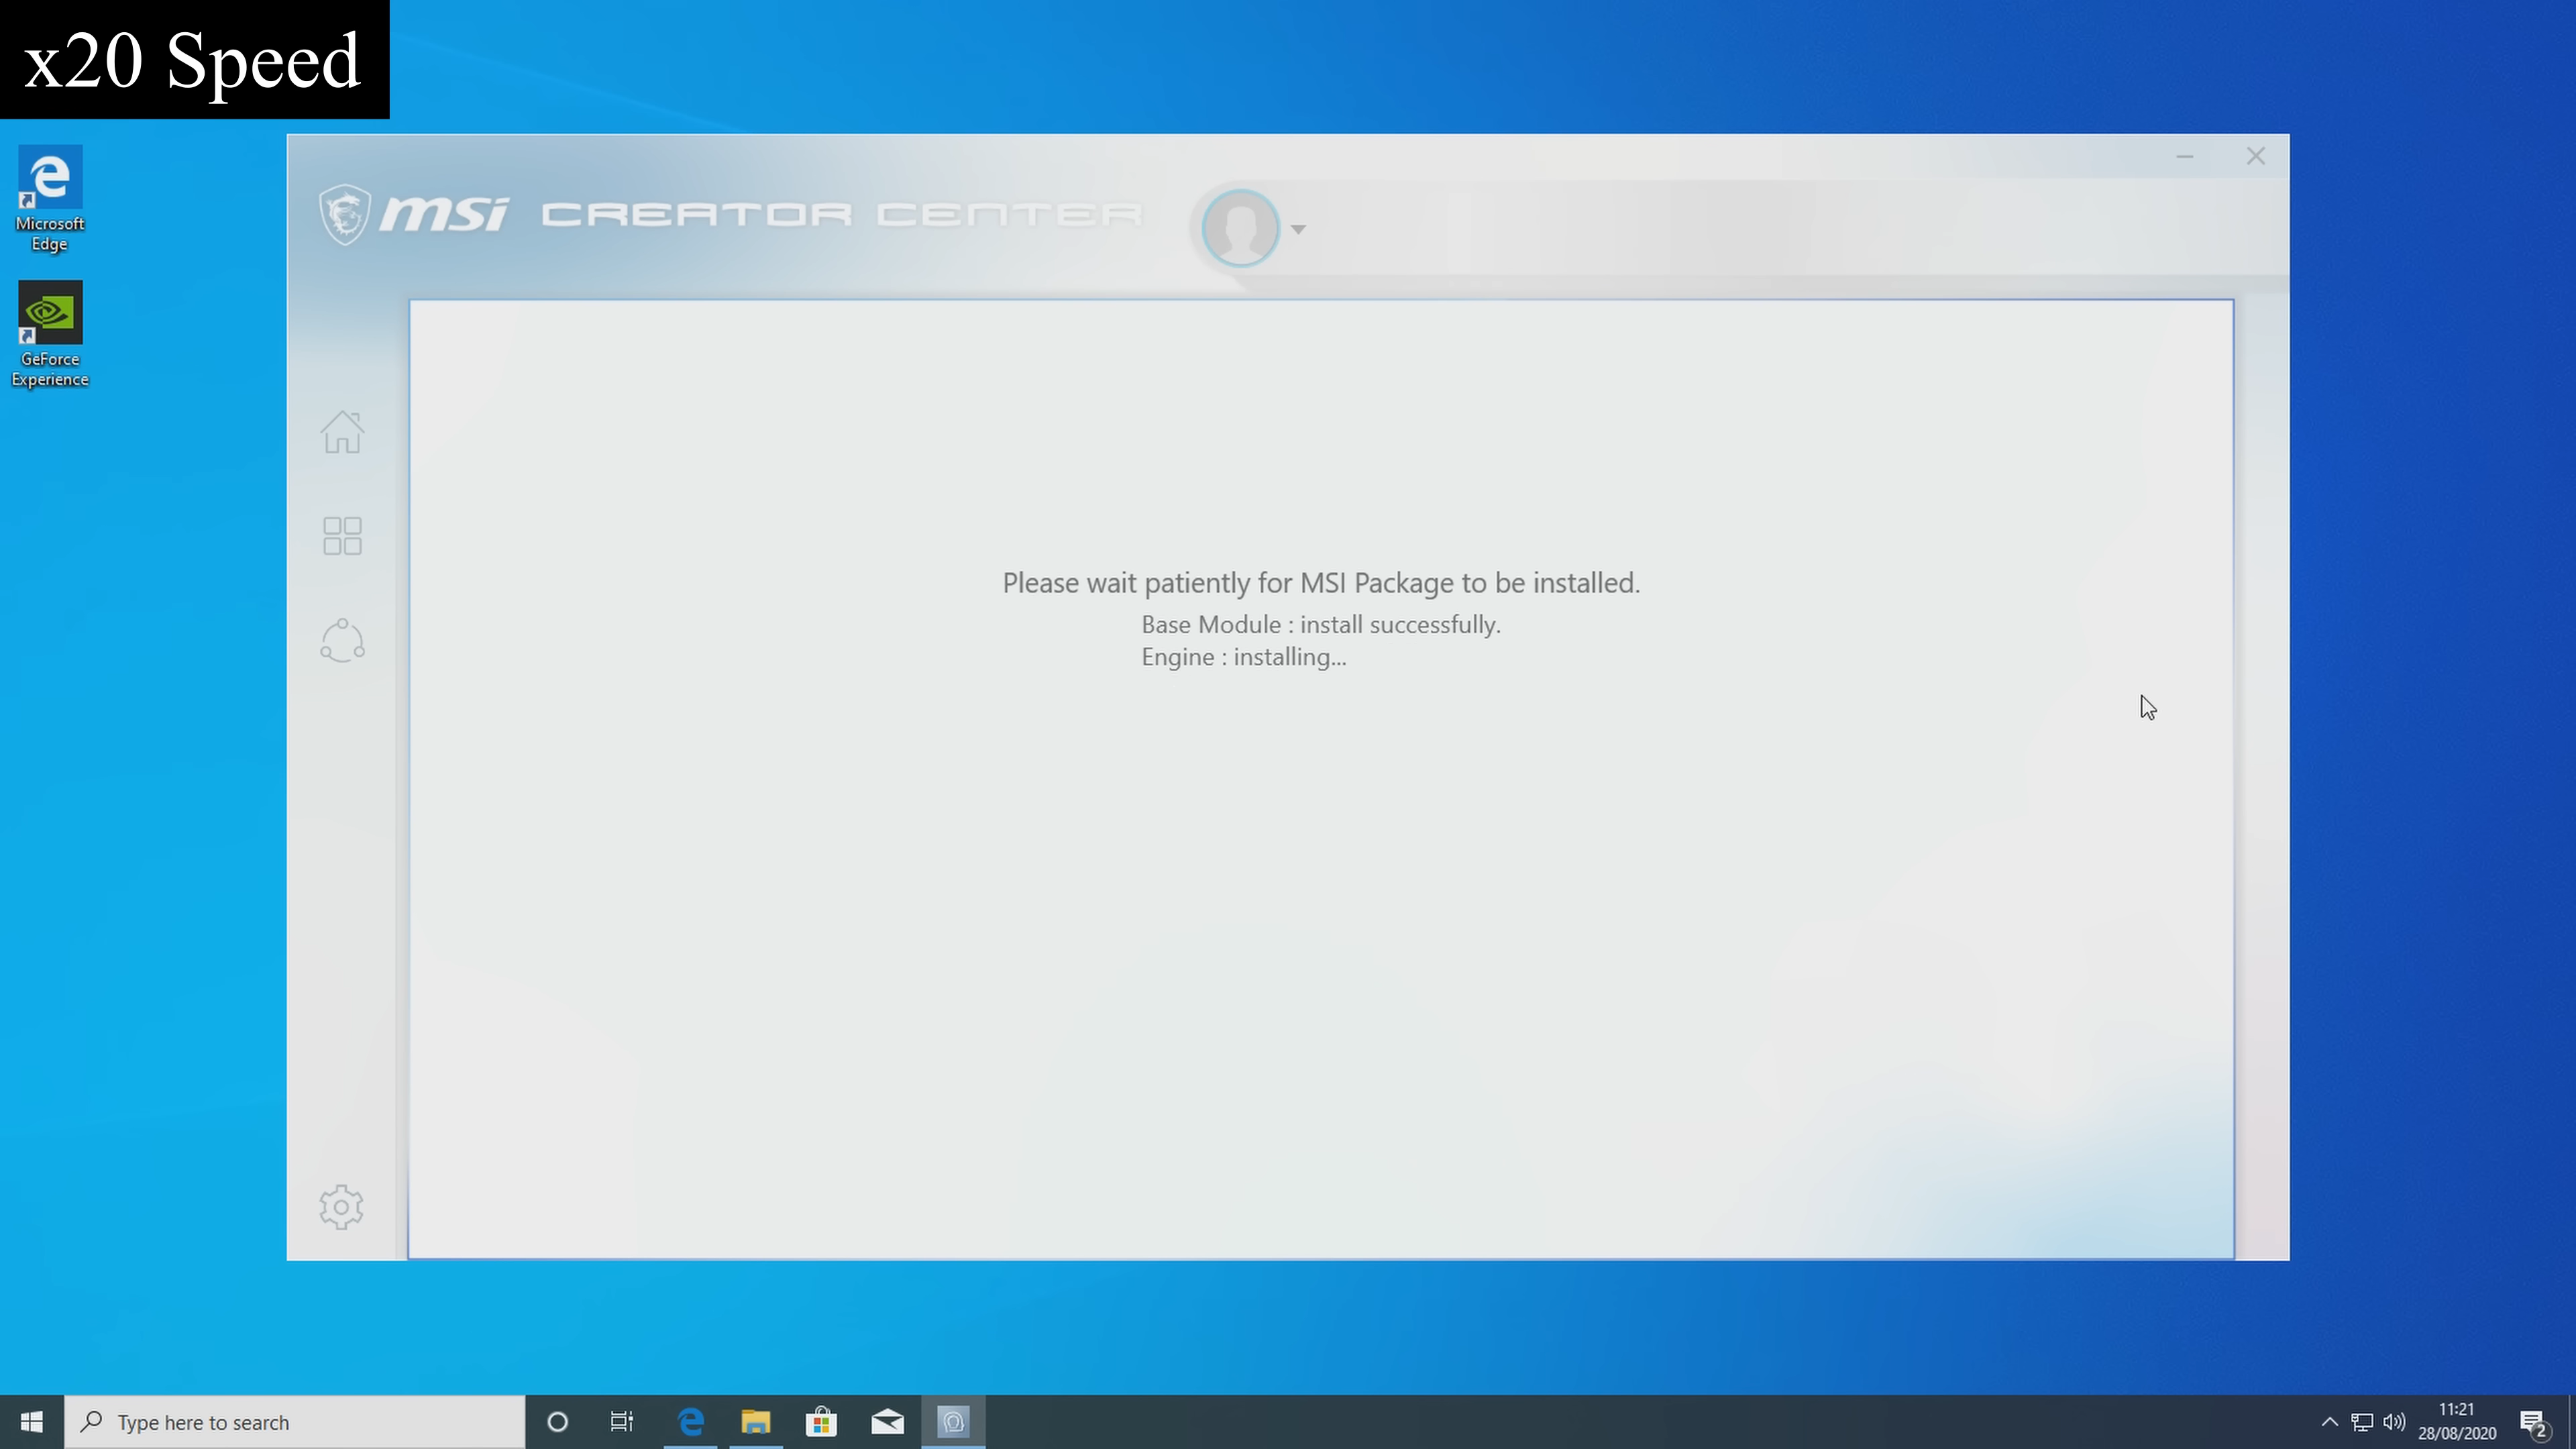 x20 Speed
Microsoft
Edge
GeForce
Experience
msi CREATOR CENTER
Please wait patiently for MSI Package to be installed.
Base Module : install successfully.
Engine : installing...
Type here to search
11:21
28/08/2020
2